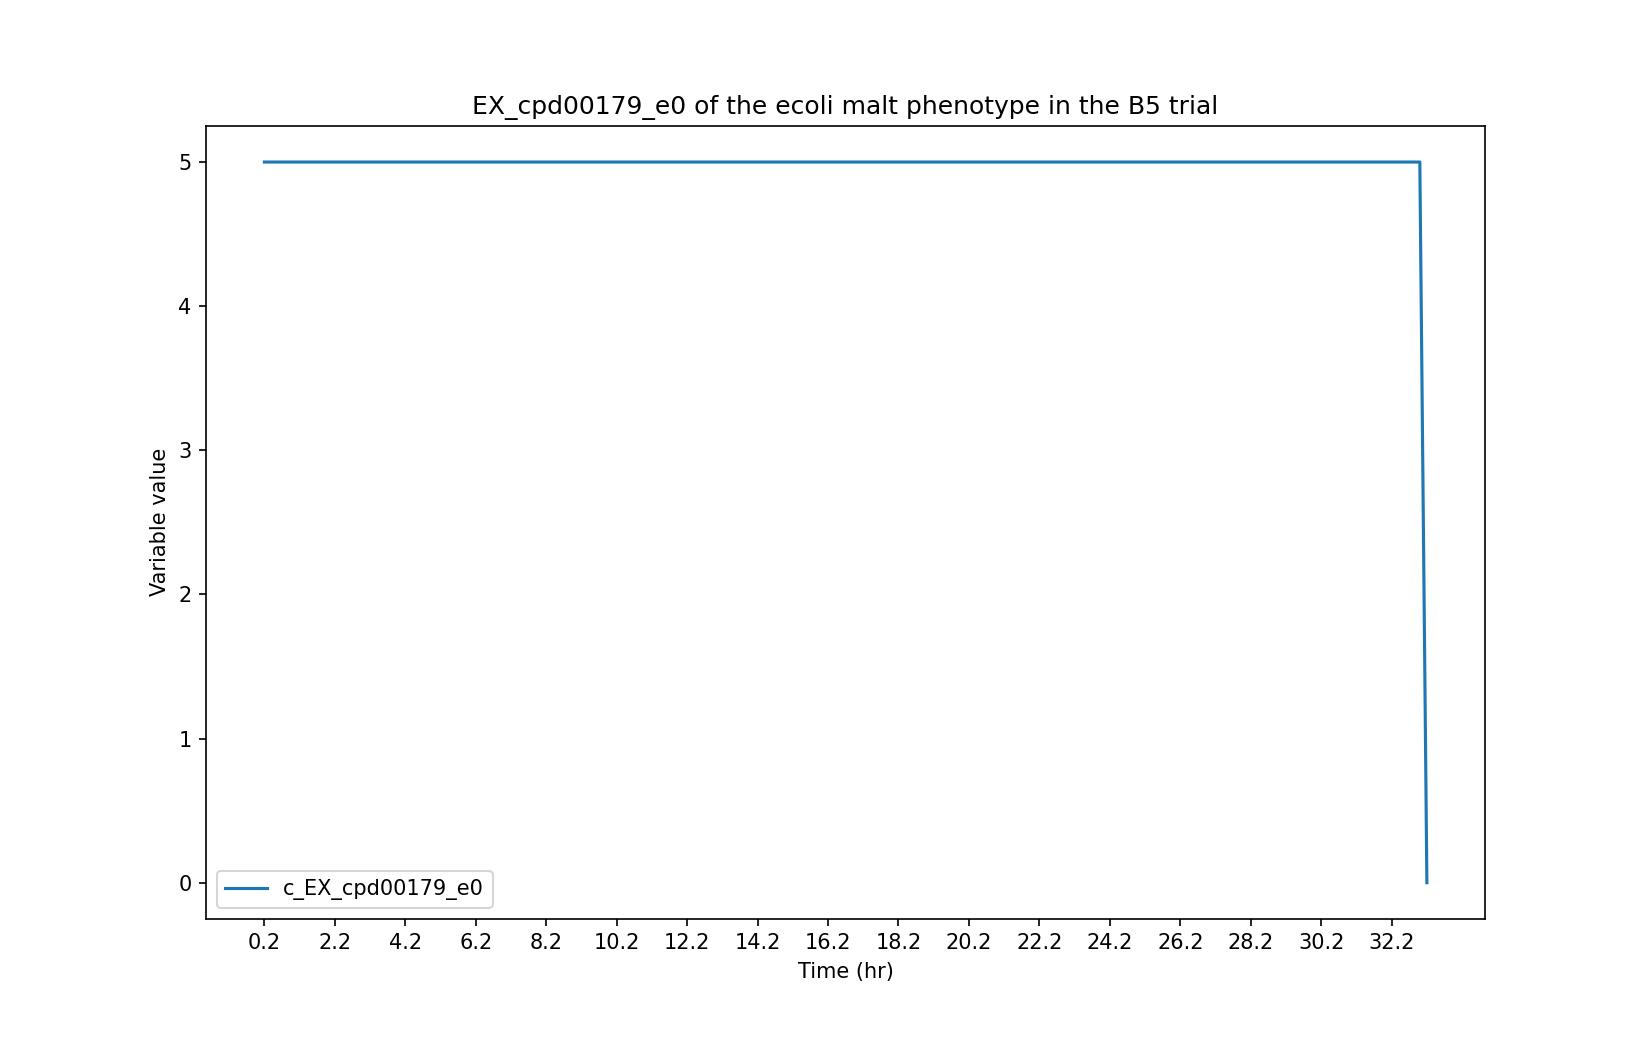 EX_cpd00179_e0 of the ecoli malt phenotype in the B5 trial
5
4
3
2
1
0
Variable value
c_EX_cpd00179_e0
0.2 2.2 4.2 6.2 8.2 10.2 12.2 14.2 16.2 18.2 20.2 22.2 24.2 26.2 28.2 30.2 32.2
Time (hr)